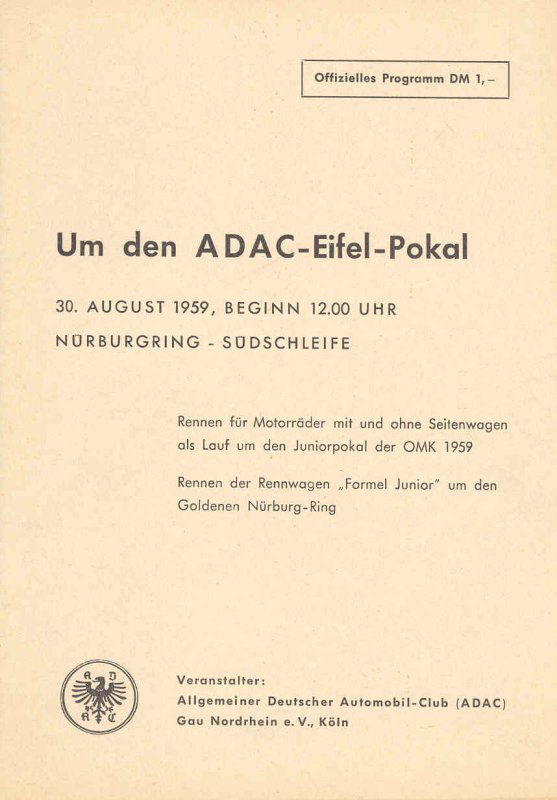 Offizielles Programm DM 1,–
Um den ADAC-Eifel-Pokal
30. AUGUST 1959, BEGINN 12.00 UHR
NÜRBURGRING - SÜDSCHLEIFE
Rennen für Motorräder mit und ohne Seitenwagen
als Lauf um den Juniorpokal der OMK 1959
Rennen der Rennwagen „Formel Junior" um den
Goldenen Nürburg-Ring
A D A C
Veranstalter:
Allgemeiner Deutscher Automobil-Club (ADAC)
Gau Nordrhein e. V., Köln